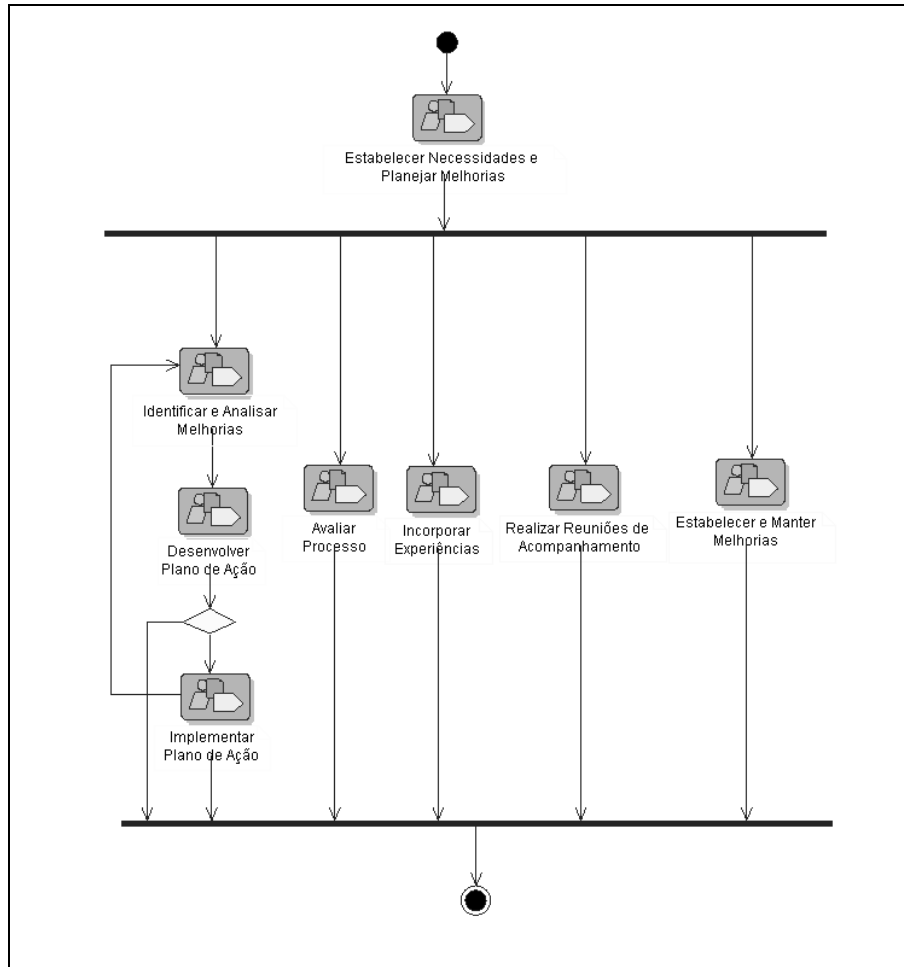 Estabelecer Necessidades e
Planejar Melhorias
Identificar e Analisar
Melhorias
Desenvolver
Plano de Ação
Implementar
Plano de Ação
Avaliar
Processo
Incorporar
Experiências
Realizar Reuniões de
Acompanhamento
Estabelecer e Manter
Melhorias